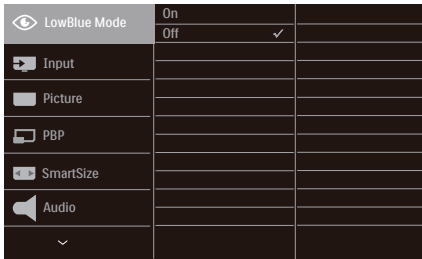 LowBlue Mode
On
Off
Input
Picture
PBP
SmartSize
Audio